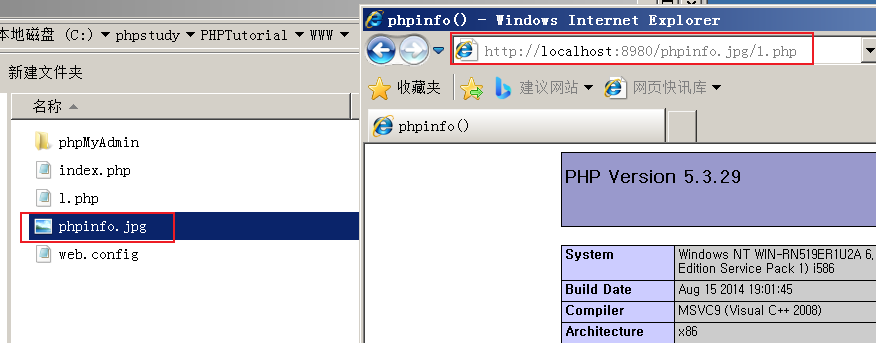 本地磁盘 (C:) ▸ phpstudy ▸ PHPTutorial ▸ WWW ▸
新建文件夹
名称
phpMyAdmin
index.php
l.php
phpinfo.jpg
web.config
phpinfo() - Windows Internet Explorer
http://localhost:8980/phpinfo.jpg/1.php
收藏夹
建议网站
网页快讯库
phpinfo()
PHP Version 5.3.29
System
Windows NT WIN-RN519ER1U2A 6.
Edition Service Pack 1) i586
Build Date
Aug 15 2014 19:01:45
Compiler
MSVC9 (Visual C++ 2008)
Architecture
x86